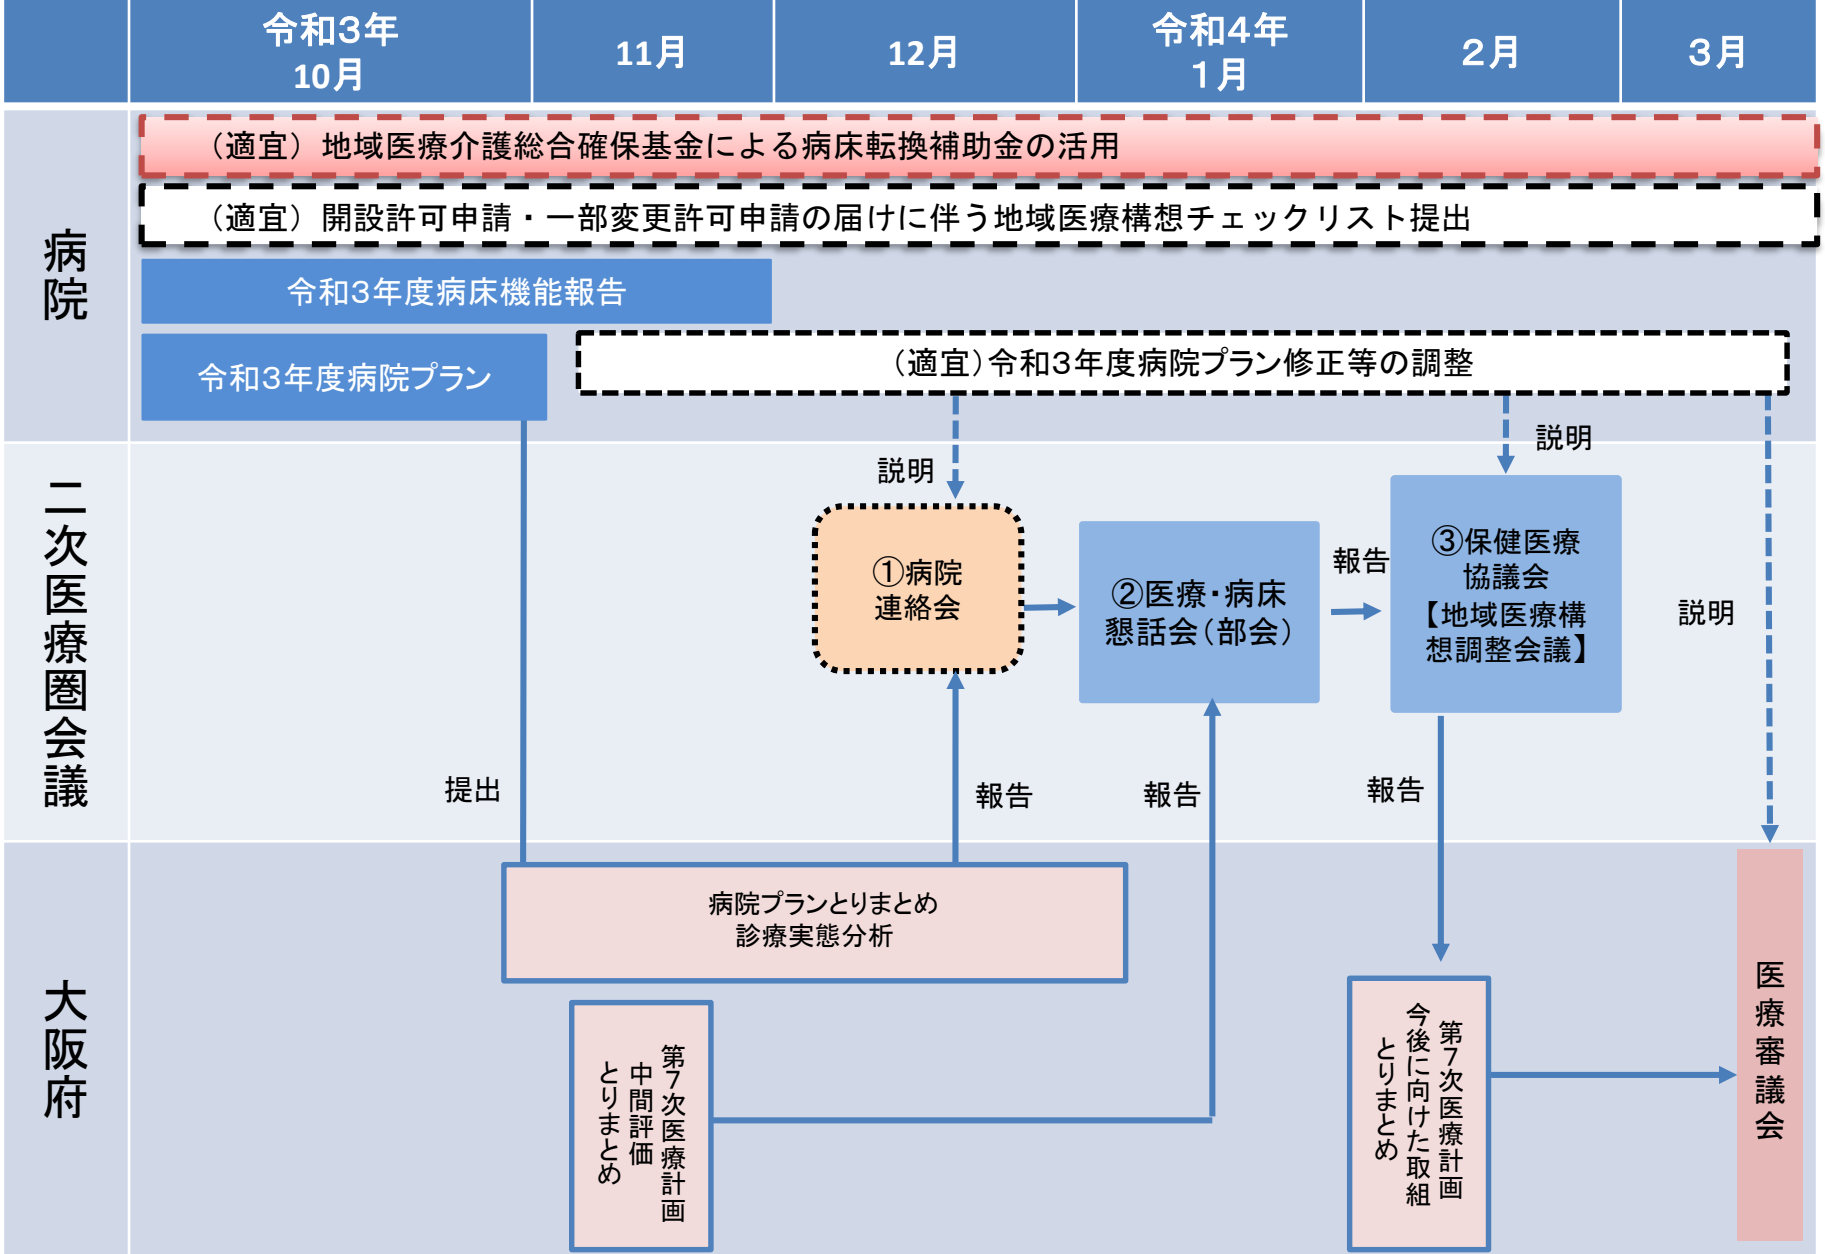 令和３年
10月
11月
12月
令和４年
１月
２月
３月
病院
（適宜）地域医療介護総合確保基金による病床転換補助金の活用
（適宜）開設許可申請・一部変更許可申請の届けに伴う地域医療構想チェックリスト提出
令和３年度病床機能報告
令和３年度病院プラン
（適宜）令和３年度病院プラン修正等の調整
二次医療圏会議
説明
説明
説明
①病院
連絡会
②医療・病床
懇話会（部会）
報告
③保健医療
協議会
【地域医療構
想調整会議】
提出
報告
報告
報告
大阪府
病院プランとりまとめ
診療実態分析
第７次医療計画
中間評価
とりまとめ
第７次医療計画
今後に向けた取組
とりまとめ
医療審議会